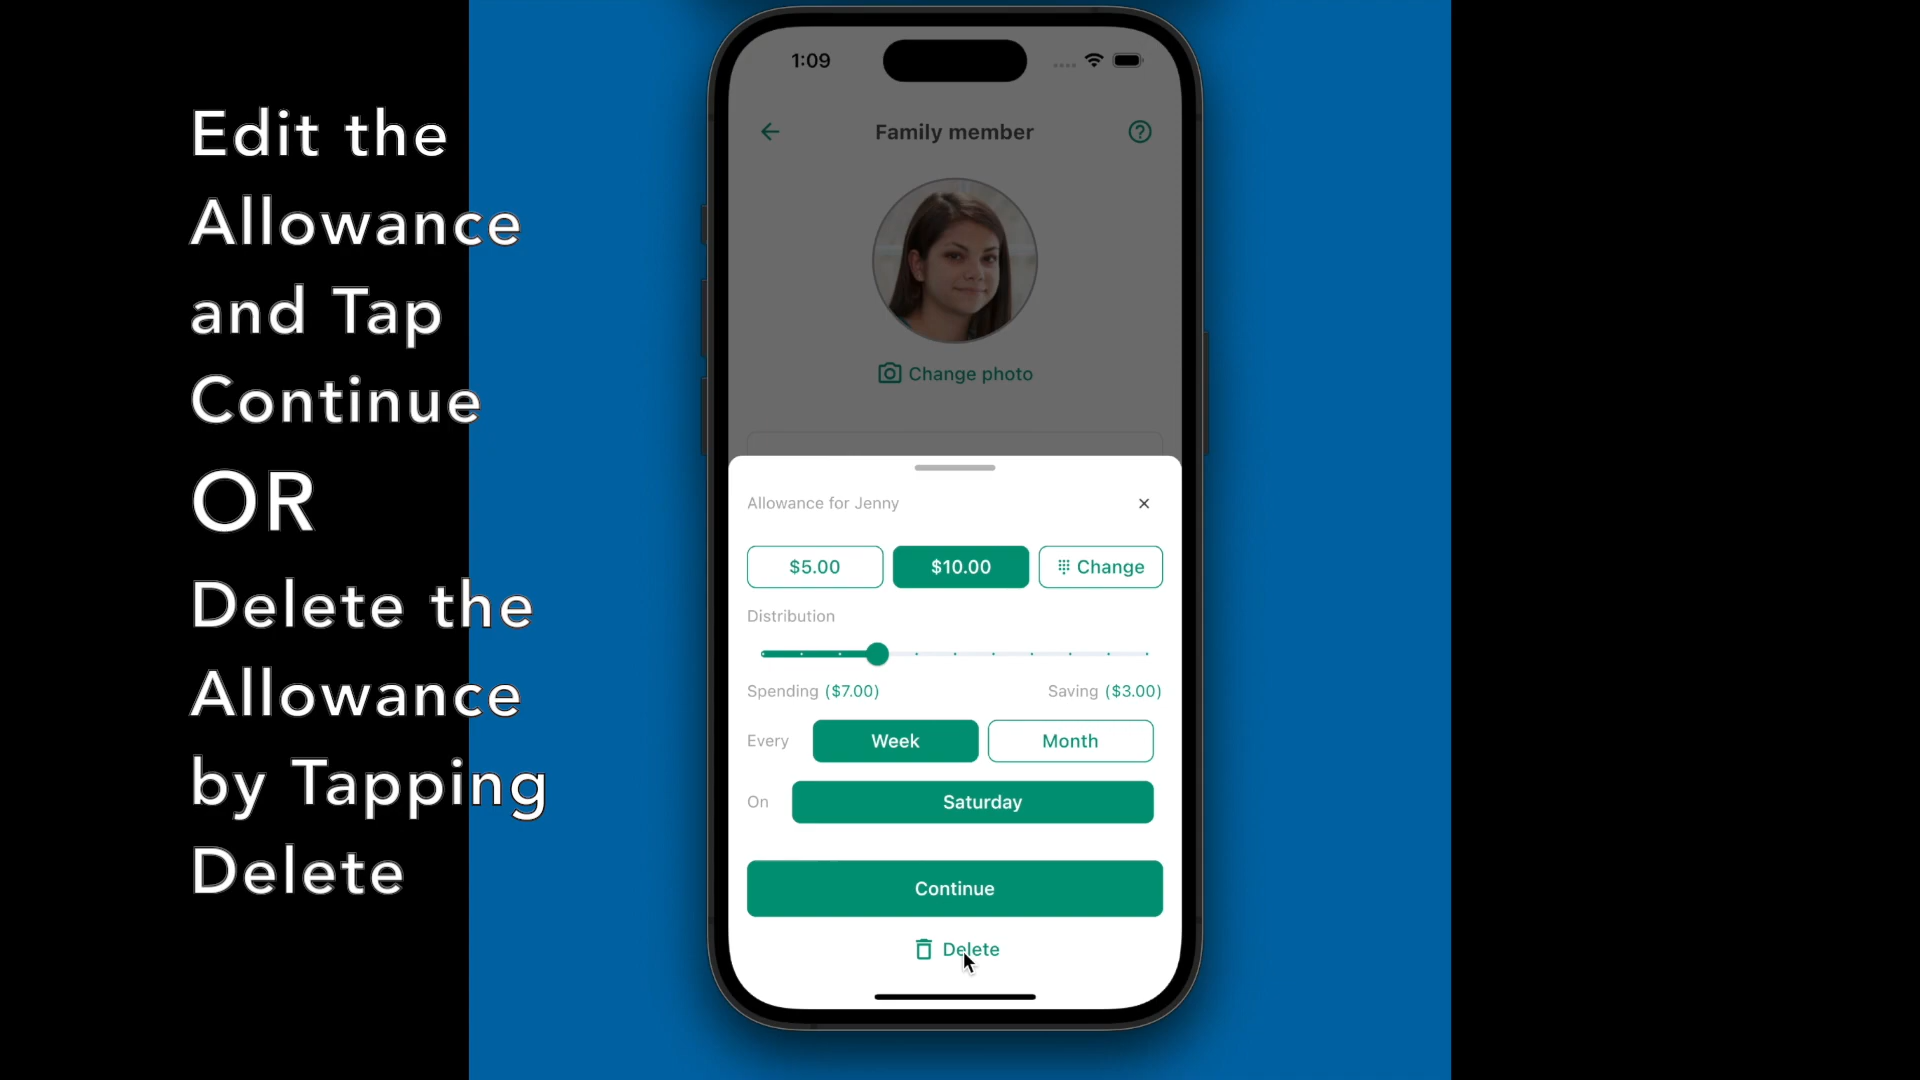 Edit the
Allowance
and Tap
Continue
OR
Delete the
Allowance
by Tapping
Delete
1:09
Family member
Change photo
Allowance for Jenny
$5.00 $10.00 Change
Distribution
Spending ($7.00) Saving ($3.00)
Every Week Month
On Saturday
Continue
Delete